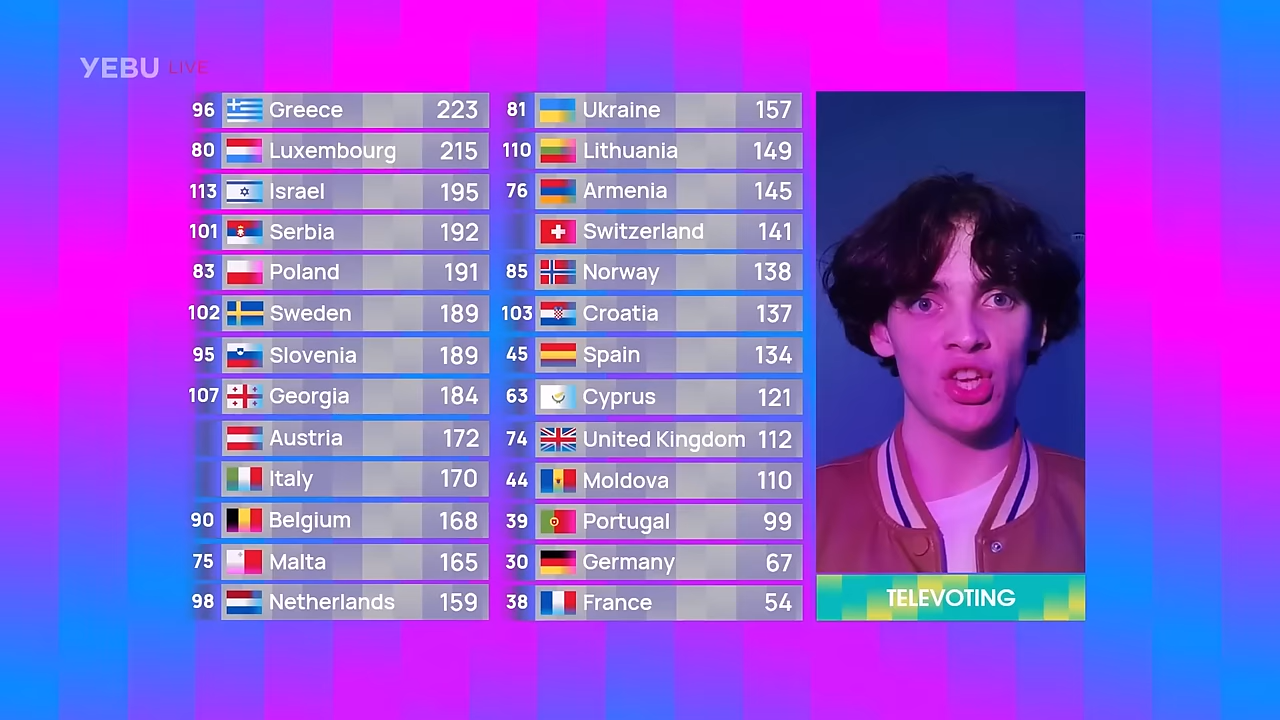 YEBU LIVE
96 Greece 223
80 Luxembourg 215
113 Israel 195
101 Serbia 192
83 Poland 191
102 Sweden 189
95 Slovenia 189
107 Georgia 184
Austria 172
Italy 170
90 Belgium 168
75 Malta 165
98 Netherlands 159
81 Ukraine 157
110 Lithuania 149
76 Armenia 145
Switzerland 141
85 Norway 138
103 Croatia 137
45 Spain 134
63 Cyprus 121
74 United Kingdom 112
44 Moldova 110
39 Portugal 99
30 Germany 67
38 France 54
TELEVOTING